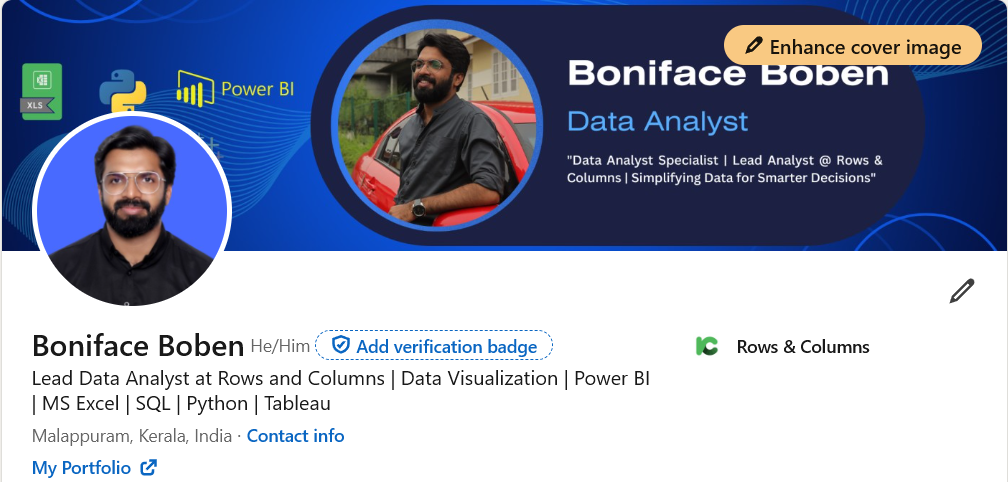 Enhance cover image
XLS
Power BI
Boniface Boben
Data Analyst
"Data Analyst Specialist | Lead Analyst @ Rows &
Columns | Simplifying Data for Smarter Decisions"
Boniface Boben He/Him Add verification badge
Rows & Columns
Lead Data Analyst at Rows and Columns | Data Visualization | Power BI
| MS Excel | SQL | Python | Tableau
Malappuram, Kerala, India · Contact info
My Portfolio